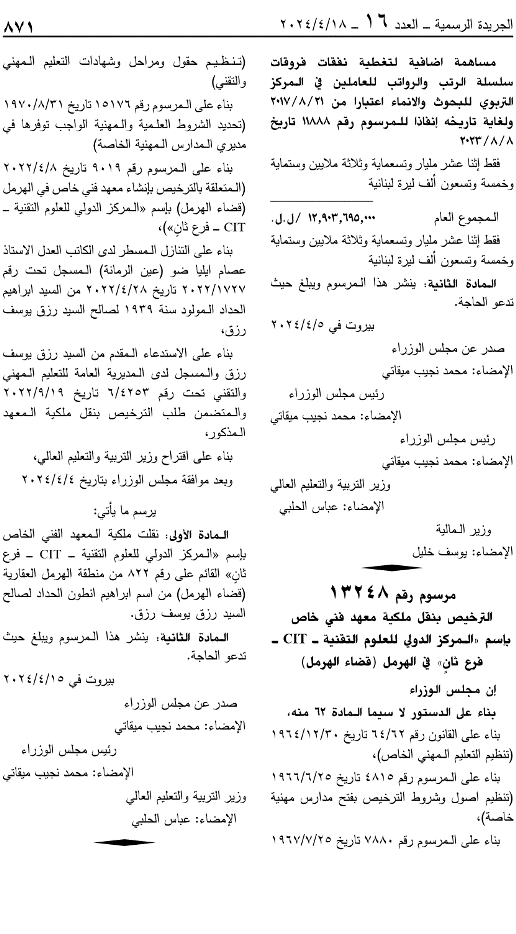 الجريدة الرسمية ــ العدد ١٦ ــ ٢٠٢٤/٤/١٨
٨٧١
مساهمة اضافية لتغطية نفقات فروقات
سلسلة الرتب والرواتب للعاملين في المركز
التربوي للبحوث والانماء اعتبارا من ٢٠١٧/٨/٢١
ولغاية تاريخه إنفاذا للمرسوم رقم ١١٨٨٨ تاريخ
٢٠٢٣/٨/٨
فقط إثنا عشر مليار وتسعماية وثلاثة ملايين وستماية
وخمسة وتسعون ألف ليرة لبنانية
المجموع العام ١٢,٩٠٣,٦٩٥,٠٠٠ /ل.ل.
فقط إثنا عشر مليار وتسعماية وثلاثة ملايين وستماية
وخمسة وتسعون ألف ليرة لبنانية
المادة الثانية: ينشر هذا المرسوم ويبلغ حيث
تدعو الحاجة.
بيروت في ٢٠٢٤/٤/٥
صدر عن مجلس الوزراء
الإمضاء: محمد نجيب ميقاتي
رئيس مجلس الوزراء
الإمضاء: محمد نجيب ميقاتي
رئيس مجلس الوزراء
الإمضاء: محمد نجيب ميقاتي
وزير التربية والتعليم العالي
الإمضاء: عباس الحلبي
وزير المالية
الإمضاء: يوسف خليل
مرسوم رقم ١٣٢٤٨
الترخيص بنقل ملكية معهد فني خاص
بإسم «المركز الدولي للعلوم التقنية ــ CIT ــ
فرع ثانٍ» في الهرمل (قضاء الهرمل)
إن مجلس الوزراء
بناء على الدستور لا سيما المادة ٦٢ منه،
بناء على القانون رقم ٦٤/٦٢ تاريخ ١٩٦٤/١٢/٣٠
(تنظيم التعليم المهني الخاص)،
بناء على المرسوم رقم ٤٨١٥ تاريخ ١٩٦٦/٦/٢٥
(تنظيم اصول وشروط الترخيص بفتح مدارس مهنية
خاصة)،
بناء على المرسوم رقم ٧٨٨٠ تاريخ ١٩٦٧/٧/٢٥
(تنظيم حقول ومراحل وشهادات التعليم المهني
والتقني)
بناء على المرسوم رقم ١٥١٧٦ تاريخ ١٩٧٠/٨/٣١
(تحديد الشروط العلمية والمهنية الواجب توفرها في
مديري المدارس المهنية الخاصة)
بناء على المرسوم رقم ٩٠١٩ تاريخ ٢٠٢٢/٤/٨
(المتعلقة بالترخيص بإنشاء معهد فني خاص في الهرمل
(قضاء الهرمل) بإسم «المركز الدولي للعلوم التقنية ــ
CIT ــ فرع ثانٍ»)،
بناء على التنازل المسطر لدى الكاتب العدل الاستاذ
عصام ايليا ضو (عين الرمانة) المسجل تحت رقم
٢٠٢٢/١٧٢٧ تاريخ ٢٠٢٢/٤/٢٨ من السيد ابراهيم
الحداد المولود سنة ١٩٣٩ لصالح السيد رزق يوسف
رزق،
بناء على الاستدعاء المقدم من السيد رزق يوسف
رزق والمسجل لدى المديرية العامة للتعليم المهني
والتقني تحت رقم ٦/٤٢٥٣ تاريخ ٢٠٢٢/٩/١٩
والمتضمن طلب الترخيص بنقل ملكية المعهد
المذكور،
بناء على اقتراح وزير التربية والتعليم العالي،
وبعد موافقة مجلس الوزراء بتاريخ ٢٠٢٤/٤/٤
يرسم ما يأتي:
المادة الأولى: نقلت ملكية المعهد الفني الخاص
بإسم «المركز الدولي للعلوم التقنية ــ CIT ــ فرع
ثانٍ» القائم على رقم ٨٢٢ من منطقة الهرمل العقارية
(قضاء الهرمل) من اسم ابراهيم انطون الحداد لصالح
السيد رزق يوسف رزق.
المادة الثانية: ينشر هذا المرسوم ويبلغ حيث
تدعو الحاجة.
بيروت في ٢٠٢٤/٤/١٥
صدر عن مجلس الوزراء
الإمضاء: محمد نجيب ميقاتي
رئيس مجلس الوزراء
الإمضاء: محمد نجيب ميقاتي
وزير التربية والتعليم العالي
الإمضاء: عباس الحلبي